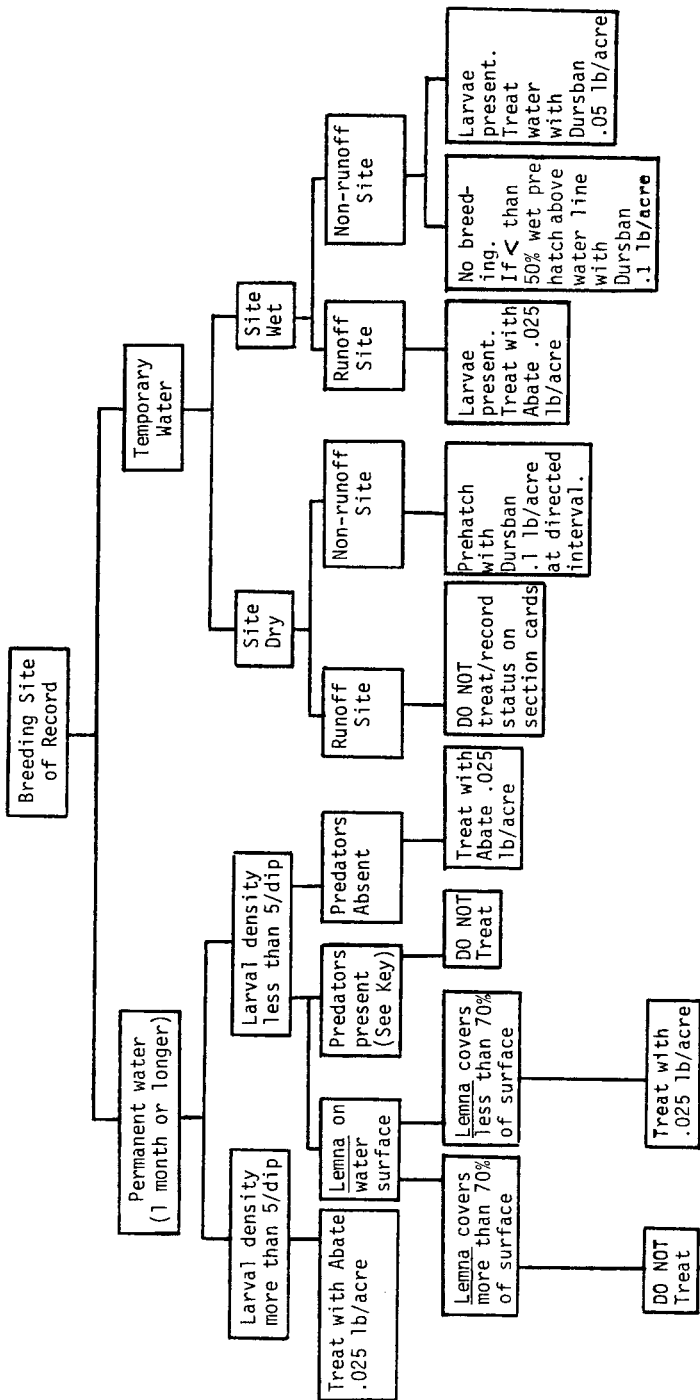 Breeding Site
of Record
Permanent water
(1 month or longer)
Temporary
Water
Larval density
more than 5/dip
Larval density
less than 5/dip
Site
Dry
Site
Wet
Treat with Abate
.025 lb/acre
Lemna on
water
surface
Predators
present
(See Key)
Predators
Absent
Runoff
Site
Non-runoff
Site
Runoff
Site
Non-runoff
Site
Lemna covers
more than 70%
of surface
Lemna covers
less than 70%
of surface
DO NOT
Treat
Treat with
Abate .025
lb/acre
DO NOT
treat/record
status on
section cards
Prehatch
with
Dursban
.1 lb/acre
at directed
interval.
Larvae
present.
Treat with
Abate .025
lb/acre
No breed-
ing.
If < than
50% wet pre
hatch above
water line
with
Dursban
.1 lb/acre
Larvae
present.
Treat
water
with
Dursban
.05 lb/acre
DO NOT
Treat
Treat with
.025 lb/acre